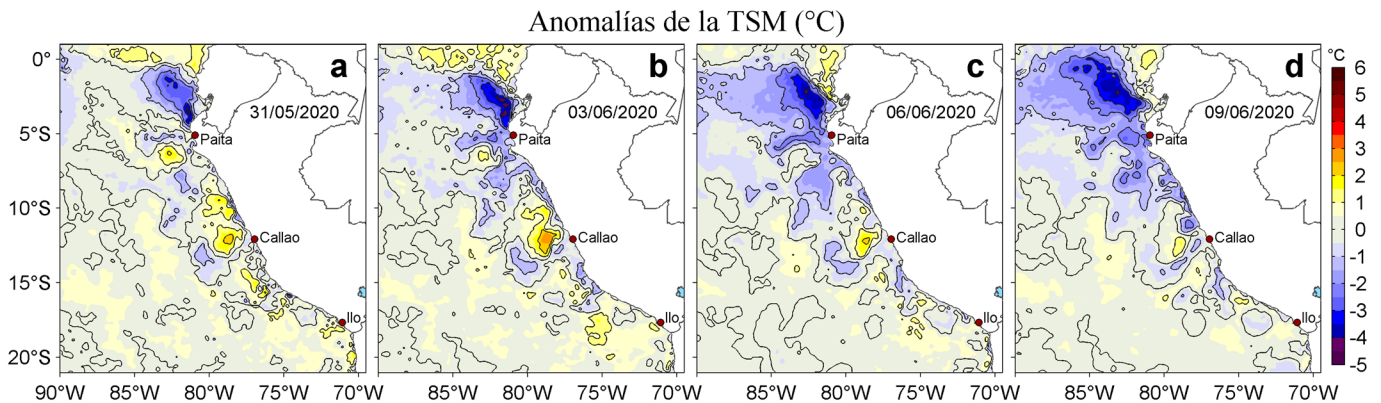 Anomalías de la TSM (°C)
a
b
c
d
31/05/2020
03/06/2020
06/06/2020
09/06/2020
Paita
Callao
Ilo
Paita
Callao
Ilo
Paita
Callao
Ilo
Paita
Callao
Ilo
0°
5°S
10°S
15°S
20°S
90°W 85°W 80°W 75°W 70°W
85°W 80°W 75°W 70°W
85°W 80°W 75°W 70°W
85°W 80°W 75°W 70°W
°C
6
5
4
3
2
1
0
-1
-2
-3
-4
-5